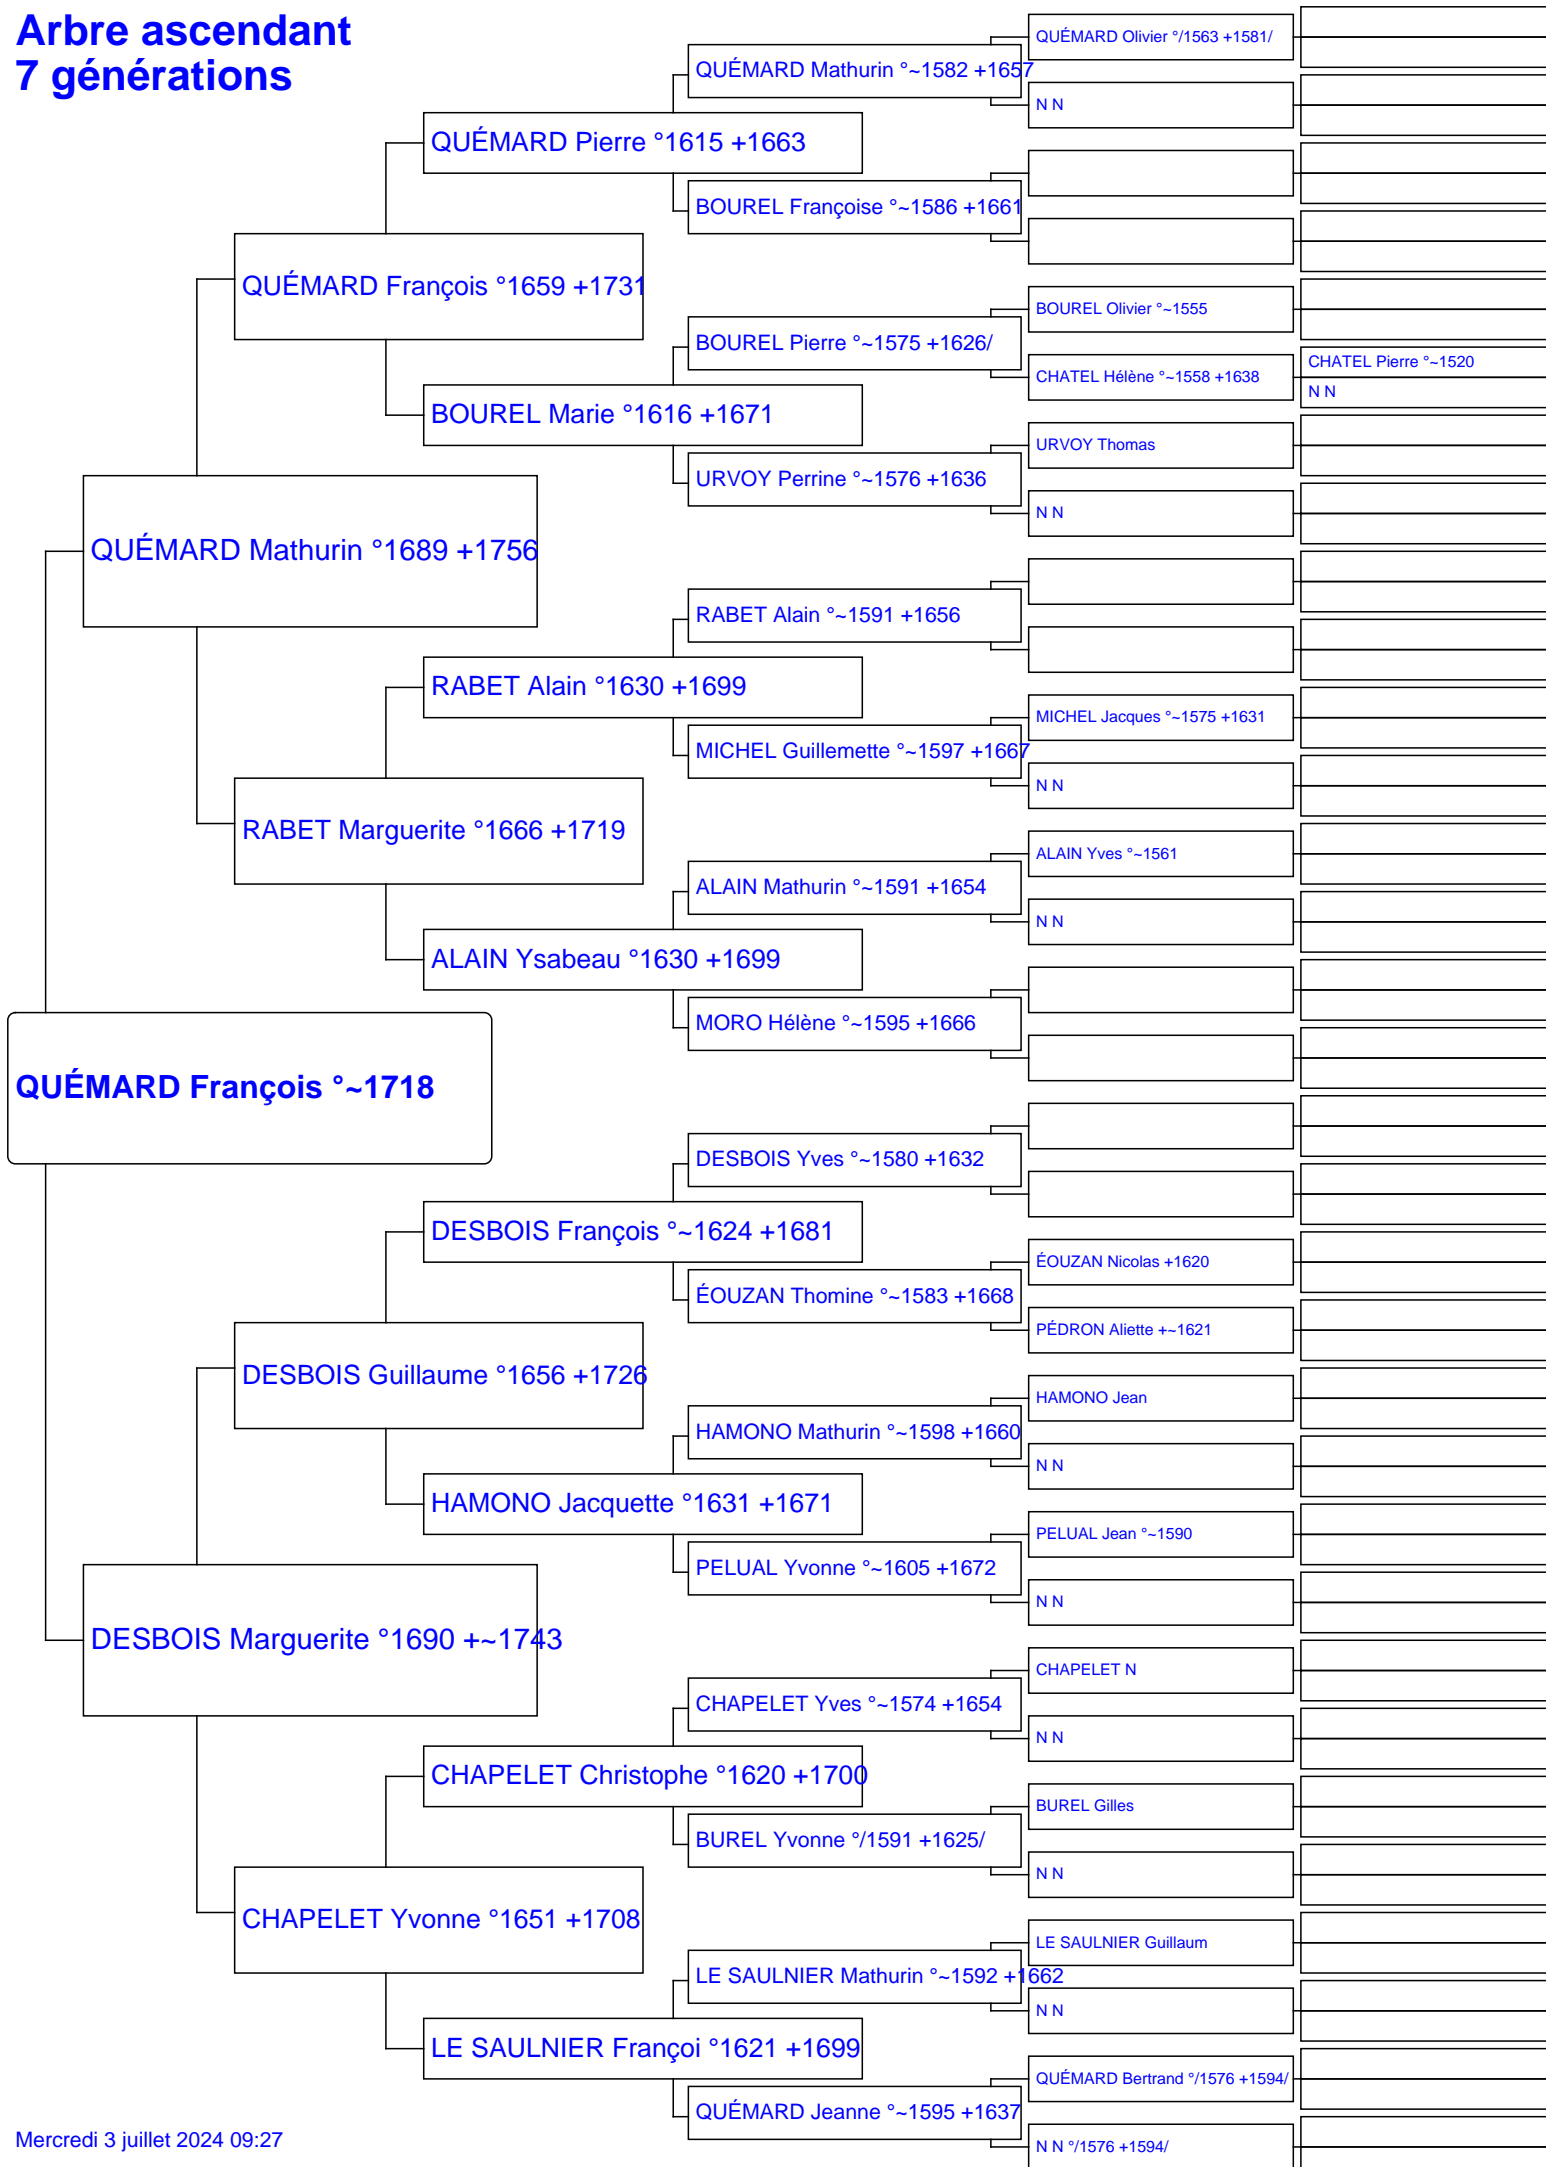 Arbre ascendant
7 générations
QUÉMARD Olivier °/1563 +1581/
QUÉMARD Mathurin °~1582 +1657
N N
QUÉMARD Pierre °1615 +1663
BOUREL Françoise °~1586 +1661
QUÉMARD François °1659 +1731
BOUREL Olivier °~1555
BOUREL Pierre °~1575 +1626/
CHATEL Pierre °~1520
CHATEL Hélène °~1558 +1638
N N
BOUREL Marie °1616 +1671
URVOY Thomas
URVOY Perrine °~1576 +1636
N N
QUÉMARD Mathurin °1689 +1756
RABET Alain °~1591 +1656
RABET Alain °1630 +1699
MICHEL Jacques °~1575 +1631
MICHEL Guillemette °~1597 +1667
N N
RABET Marguerite °1666 +1719
ALAIN Yves °~1561
ALAIN Mathurin °~1591 +1654
N N
ALAIN Ysabeau °1630 +1699
MORO Hélène °~1595 +1666
QUÉMARD François °~1718
DESBOIS Yves °~1580 +1632
DESBOIS François °~1624 +1681
ÉOUZAN Nicolas +1620
ÉOUZAN Thomine °~1583 +1668
PÉDRON Aliette +~1621
DESBOIS Guillaume °1656 +1726
HAMONO Jean
HAMONO Mathurin °~1598 +1660
N N
HAMONO Jacquette °1631 +1671
PELUAL Jean °~1590
PELUAL Yvonne °~1605 +1672
N N
DESBOIS Marguerite °1690 +~1743
CHAPELET N
CHAPELET Yves °~1574 +1654
N N
CHAPELET Christophe °1620 +1700
BUREL Gilles
BUREL Yvonne °/1591 +1625/
N N
CHAPELET Yvonne °1651 +1708
LE SAULNIER Guillaum
LE SAULNIER Mathurin °~1592 +1662
N N
LE SAULNIER Françoi °1621 +1699
QUÉMARD Bertrand °/1576 +1594/
QUÉMARD Jeanne °~1595 +1637
N N °/1576 +1594/
Mercredi 3 juillet 2024 09:27